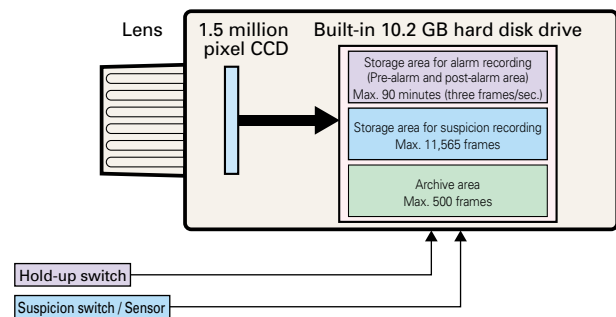 Lens
1.5 million
pixel CCD
Built-in 10.2 GB hard disk drive
Storage area for alarm recording
(Pre-alarm and post-alarm area)
Max. 90 minutes (three frames/sec.)
Storage area for suspicion recording
Max. 11,565 frames
Archive area
Max. 500 frames
Hold-up switch
Suspicion switch / Sensor